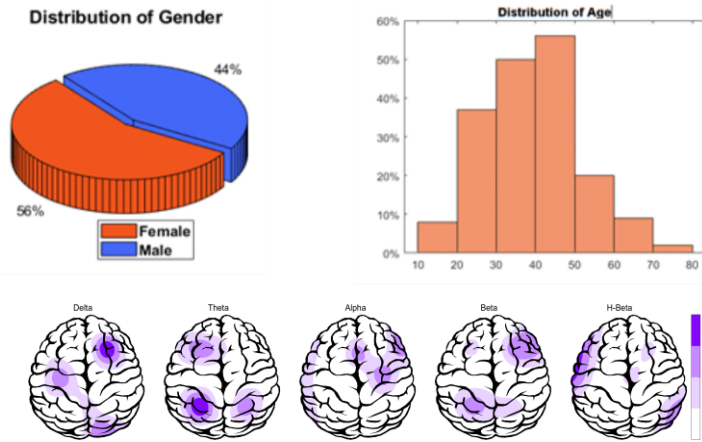 Distribution of Gender
44%
56%
Female
Male
Distribution of Age
60%
50%
40%
30%
20%
10%
0%
10 20 30 40 50 60 70 80
Delta Theta Alpha Beta H-Beta